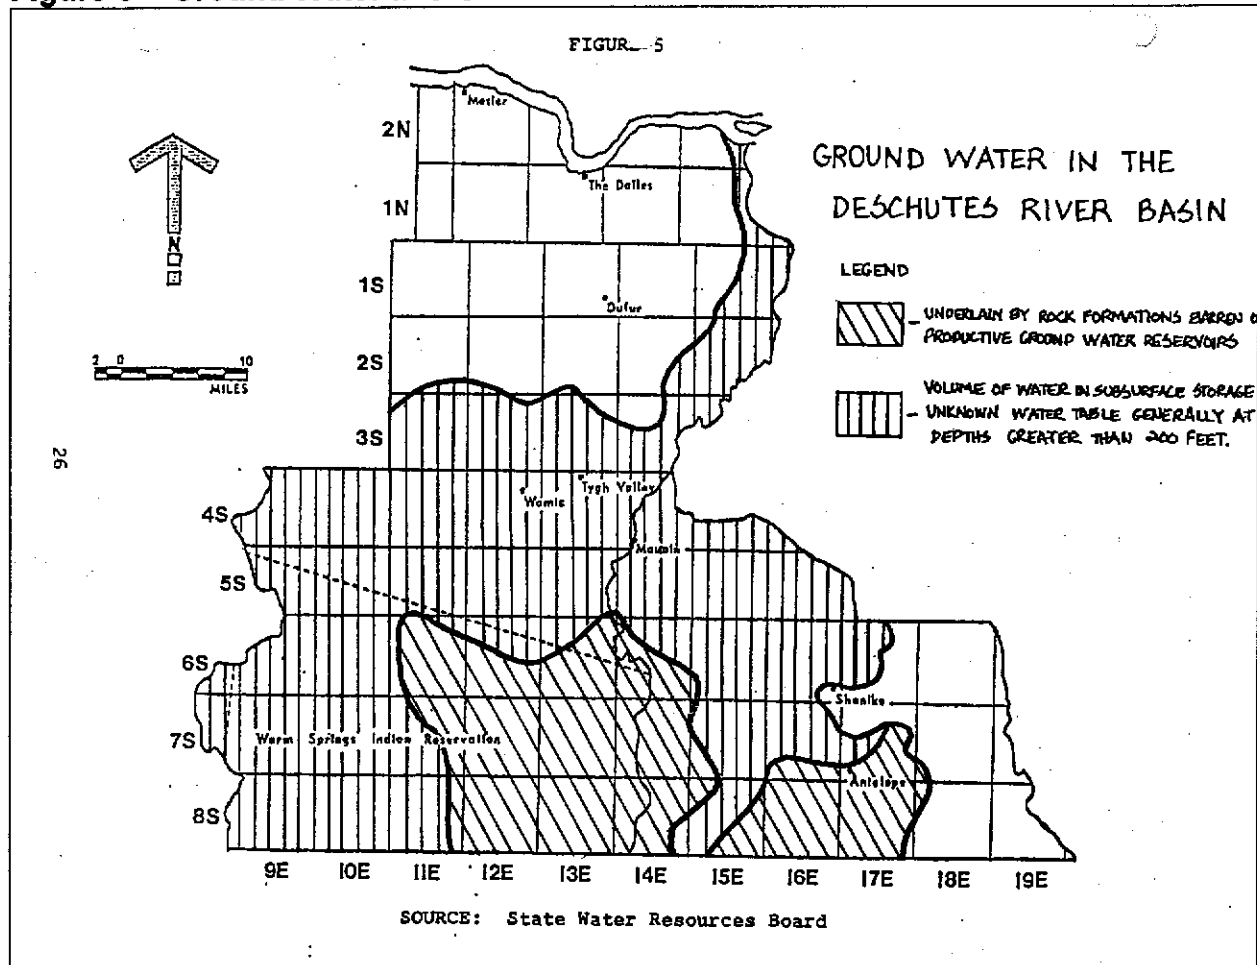 FIGUR 5
Mosier
2N
The Dalles
1N
GROUND WATER IN THE
DESCHUTES RIVER BASIN
N
LEGEND
1S
Dufur
UNDERLAIN BY ROCK FORMATIONS BARREN O
PRODUCTIVE GROUND WATER RESERVOIRS
2S
2 0 10
MILES
VOLUME OF WATER IN SUBSURFACE STORAGE
UNKNOWN WATER TABLE GENERALLY AT
DEPTHS GREATER THAN 200 FEET.
3S
26
Tygh Valley
Wamic
4S
Maupin
5S
6S
Shaniko
7S
Warm Springs Indian Reservation
Antelope
8S
9E 10E 11E 12E 13E 14E 15E 16E 17E 18E 19E
SOURCE: State Water Resources Board